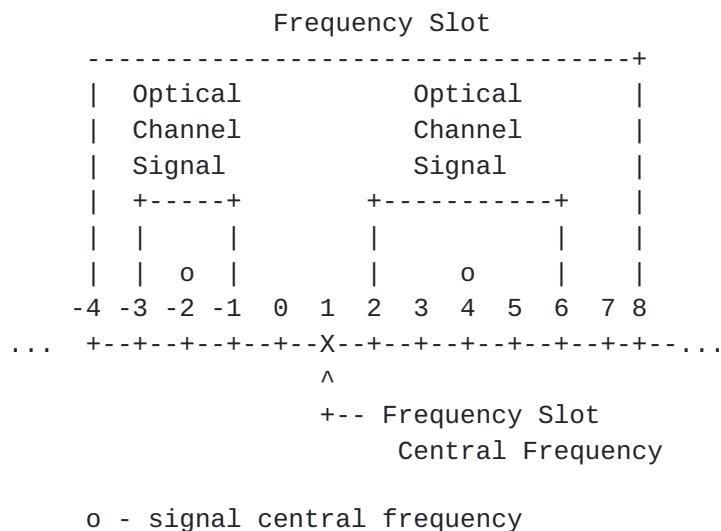 Frequency Slot
     -----------------------------------+
     |  Optical           Optical       |
     |  Channel           Channel       |
     |  Signal            Signal        |
     |  +-----+        +-----------+    |
     |  |     |        |           |    |
     |  |  o  |        |     o     |    |
    -4 -3 -2 -1  0  1  2  3  4  5  6  7 8
...  +--+--+--+--+--X--+--+--+--+--+--+-+--...
                    ^
                    +-- Frequency Slot
                         Central Frequency
     o - signal central frequency